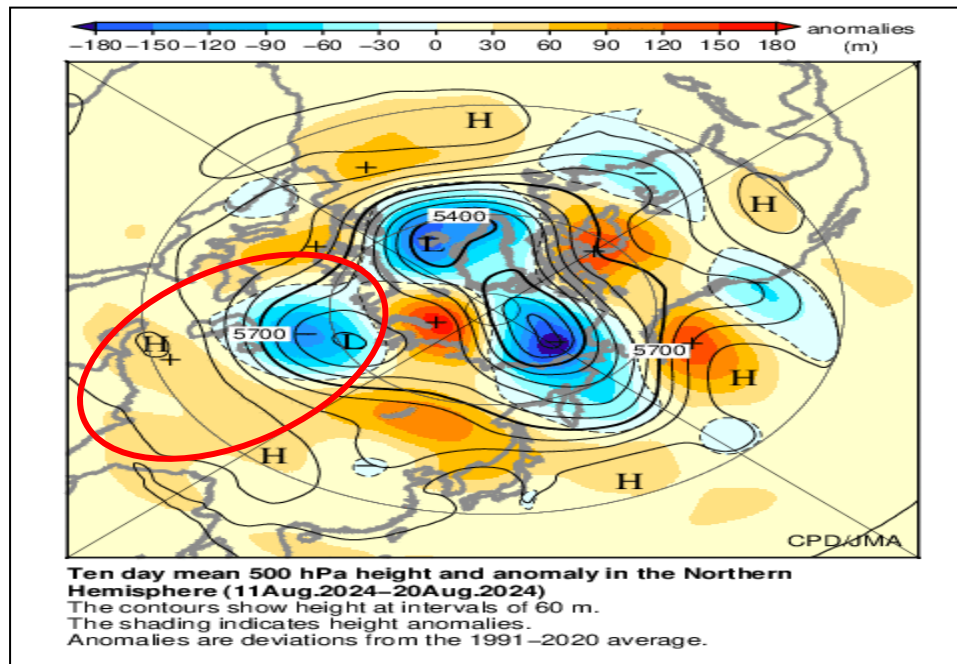 anomalies
−180 −150 −120 −90 −60 −30 0 30 60 90 120 150 180 (m)
H
5400
H
L
5700
H
L
5700
H
H
H
CPD/JMA
Ten day mean 500 hPa height and anomaly in the Northern
Hemisphere (11Aug.2024−20Aug.2024)
The contours show height at intervals of 60 m.
The shading indicates height anomalies.
Anomalies are deviations from the 1991−2020 average.